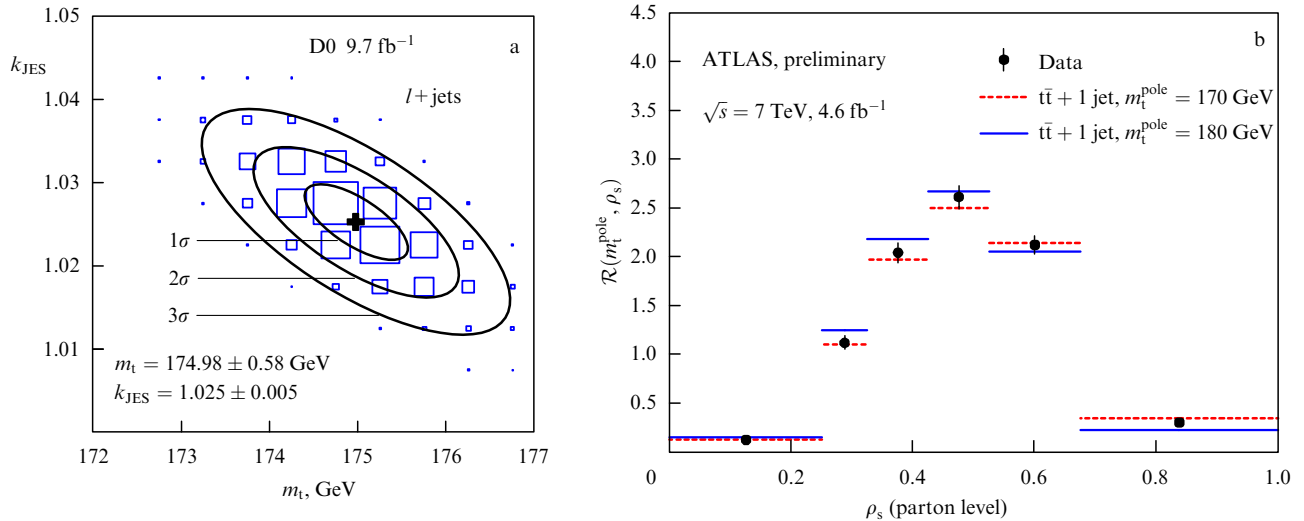 1.05
1.04
1.03
1.02
1.01
k_JES
D0 9.7 fb⁻¹
a
l + jets
1σ
2σ
3σ
m_t = 174.98 ± 0.58 GeV
k_JES = 1.025 ± 0.005
172 173 174 175 176 177
m_t, GeV
4.5
4.0
3.5
3.0
2.5
2.0
1.5
1.0
0.5
ℛ(m_t^pole, ρ_s)
b
ATLAS, preliminary
√s = 7 TeV, 4.6 fb⁻¹
Data
tt̄ + 1 jet, m_t^pole = 170 GeV
tt̄ + 1 jet, m_t^pole = 180 GeV
0 0.2 0.4 0.6 0.8 1.0
ρ_s (parton level)